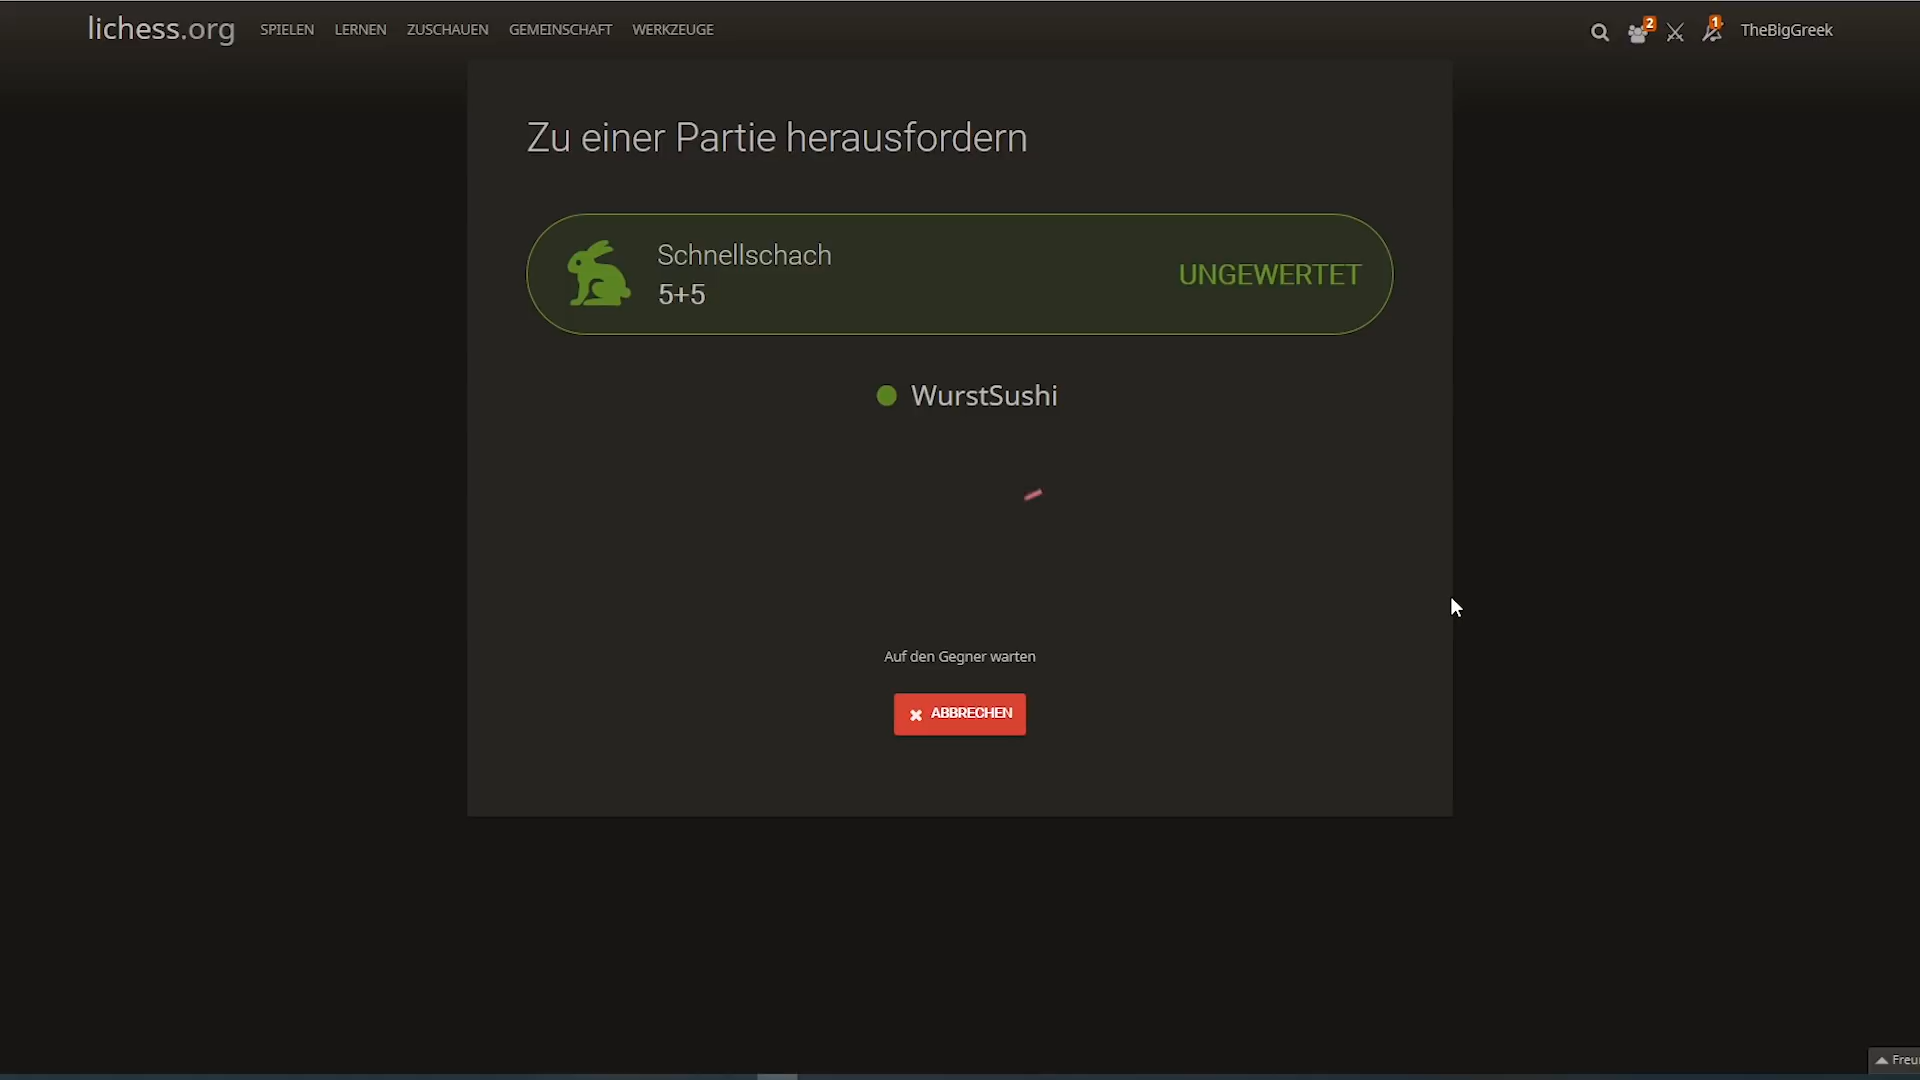 lichess.org SPIELEN LERNEN ZUSCHAUEN GEMEINSCHAFT WERKZEUGE 2 1 TheBigGreek
Zu einer Partie herausfordern
Schnellschach
5+5
UNGEWERTET
WurstSushi
Auf den Gegner warten
ABBRECHEN